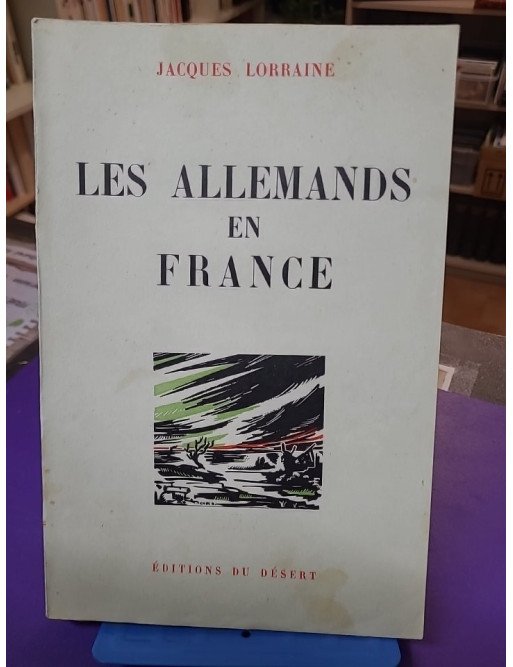 JACQUES LORRAINE
LES ALLEMANDS
EN
FRANCE
ÉDITIONS DU DÉSERT